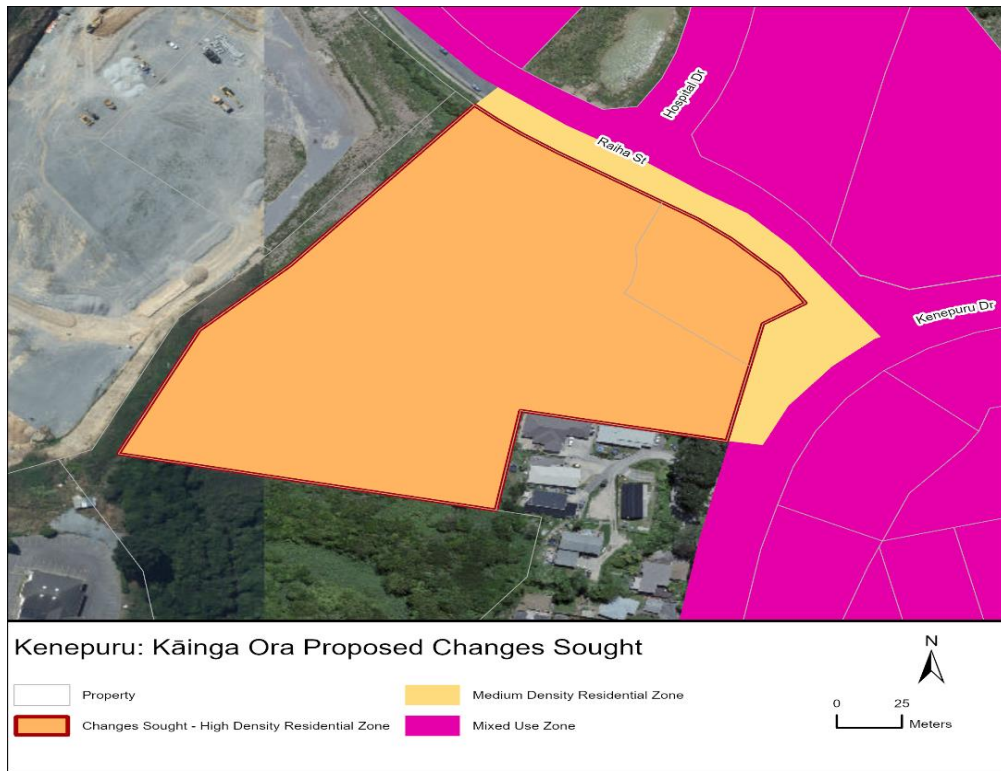 Hospital Dr
Raiha St
Kenepuru Dr
Kenepuru: Kāinga Ora Proposed Changes Sought
Property
Medium Density Residential Zone
Changes Sought - High Density Residential Zone
Mixed Use Zone
N
0 25
Meters